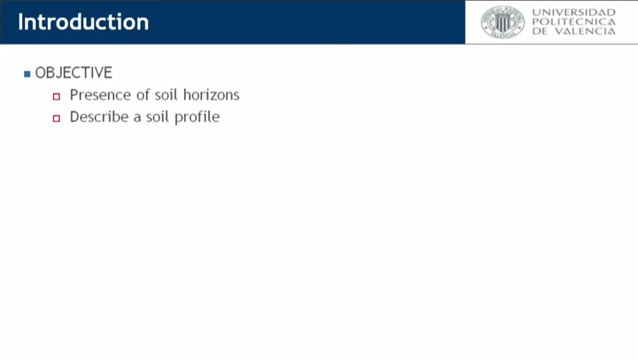 Introduction
UNIVERSIDAD
POLITECNICA
DE VALENCIA
OBJECTIVE
Presence of soil horizons
Describe a soil profile